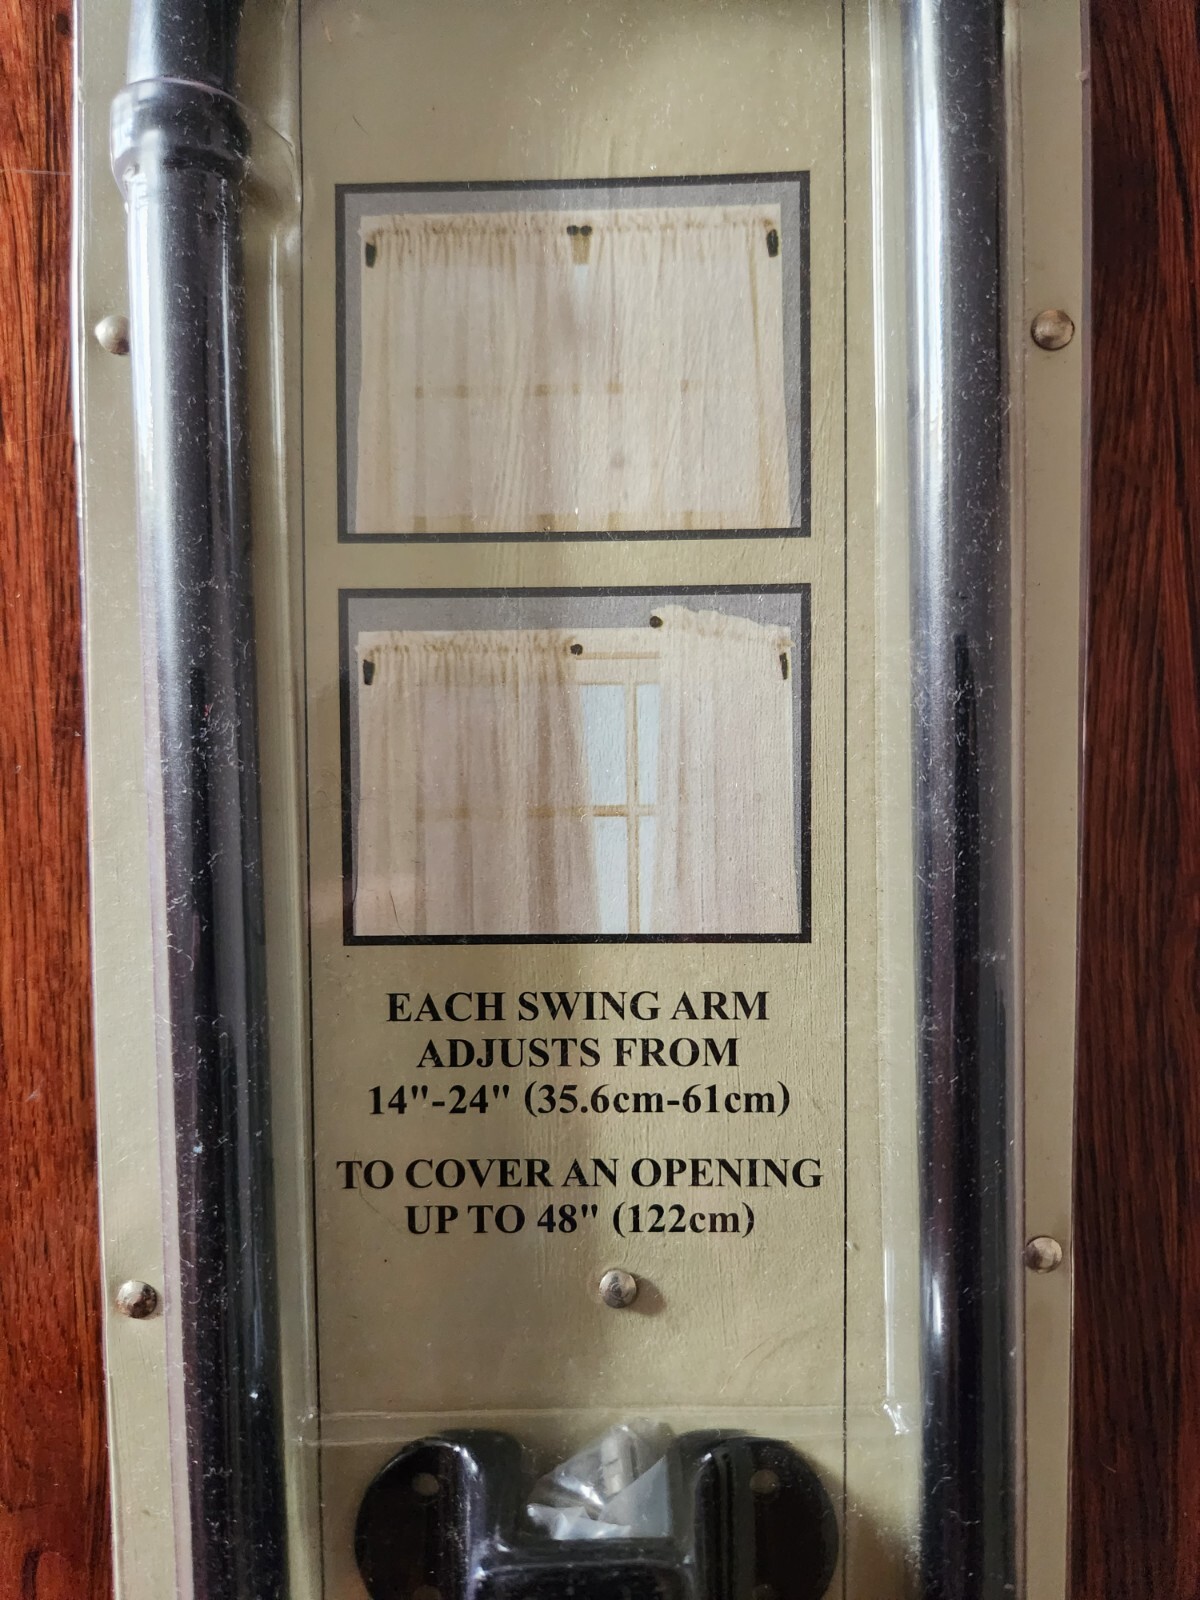 EACH SWING ARM
ADJUSTS FROM
14"-24" (35.6cm-61cm)
TO COVER AN OPENING
UP TO 48" (122cm)